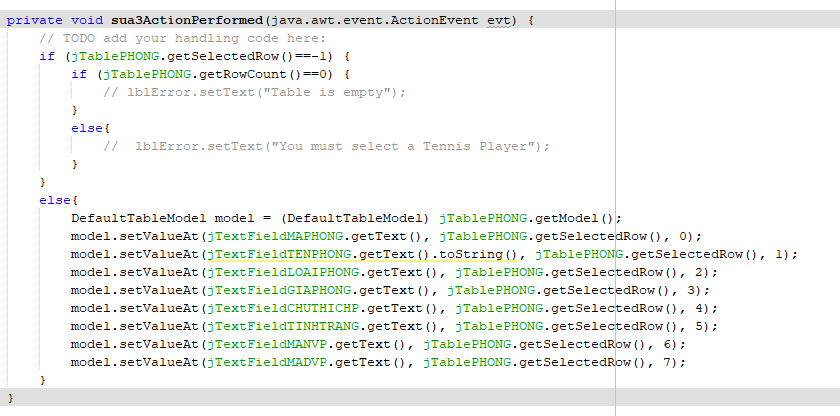 private void sua3ActionPerformed(java.awt.event.ActionEvent evt) {
    // TODO add your handling code here:
    if (jTablePHONG.getSelectedRow()==-1) {
        if (jTablePHONG.getRowCount()==0) {
            // lblError.setText("Table is empty");
        }
        else{
            //  lblError.setText("You must select a Tennis Player");
        }
    }
    else{
        DefaultTableModel model = (DefaultTableModel) jTablePHONG.getModel();
        model.setValueAt(jTextFieldMAPHONG.getText(), jTablePHONG.getSelectedRow(), 0);
        model.setValueAt(jTextFieldTENPHONG.getText().toString(), jTablePHONG.getSelectedRow(), 1);
        model.setValueAt(jTextFieldLOAIPHONG.getText(), jTablePHONG.getSelectedRow(), 2);
        model.setValueAt(jTextFieldGIAPHONG.getText(), jTablePHONG.getSelectedRow(), 3);
        model.setValueAt(jTextFieldCHUTHICHP.getText(), jTablePHONG.getSelectedRow(), 4);
        model.setValueAt(jTextFieldTINHTRANG.getText(), jTablePHONG.getSelectedRow(), 5);
        model.setValueAt(jTextFieldMANVP.getText(), jTablePHONG.getSelectedRow(), 6);
        model.setValueAt(jTextFieldMADVP.getText(), jTablePHONG.getSelectedRow(), 7);
    }
}